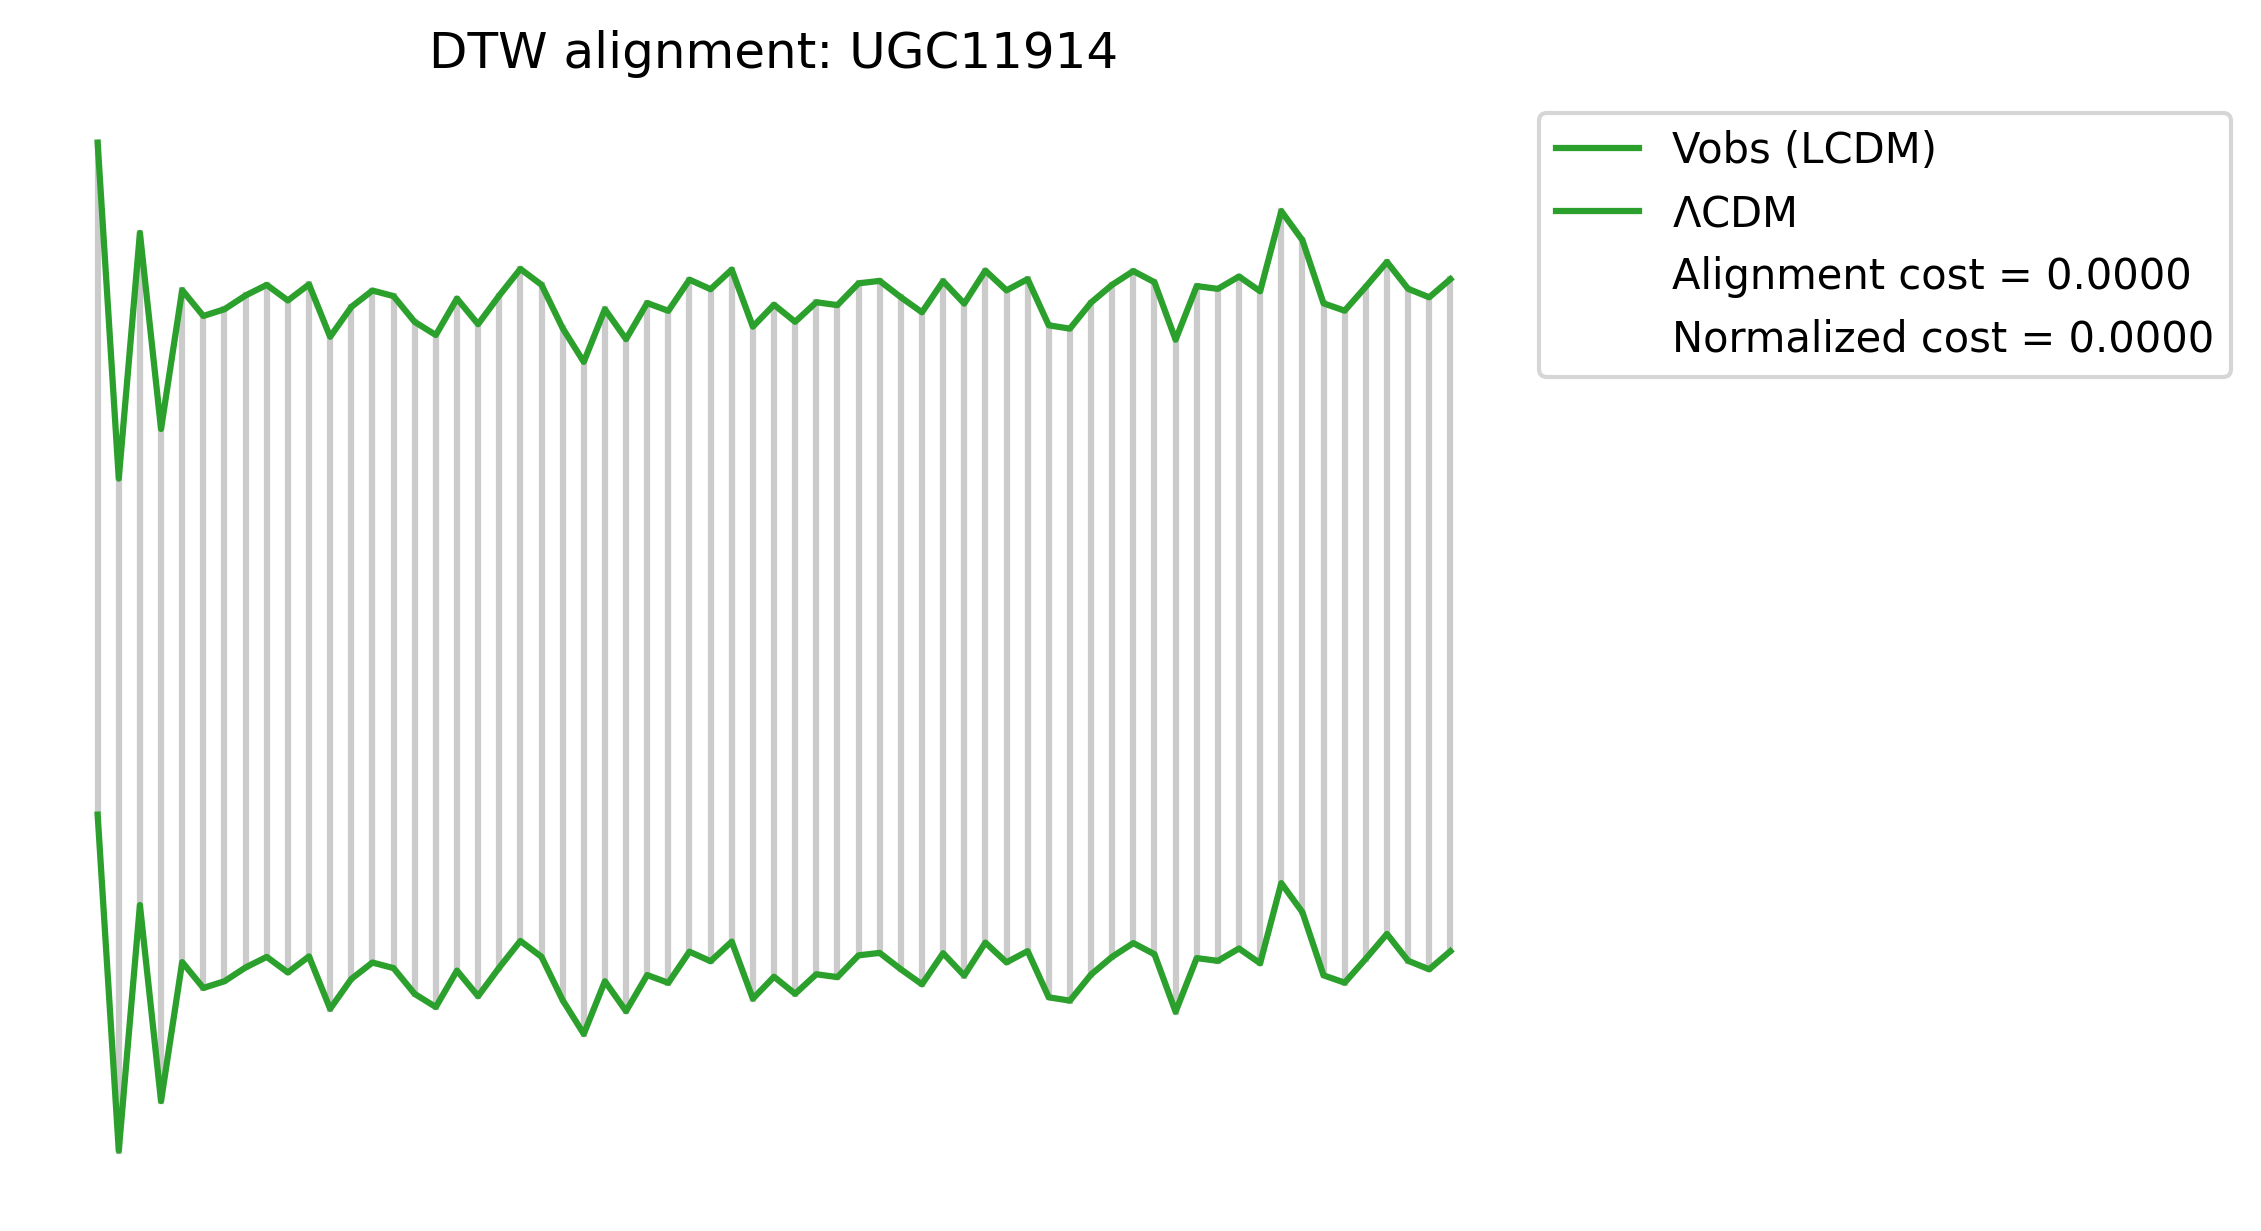 DTW alignment: UGC11914
Vobs (LCDM)
ΛCDM
Alignment cost = 0.0000
Normalized cost = 0.0000